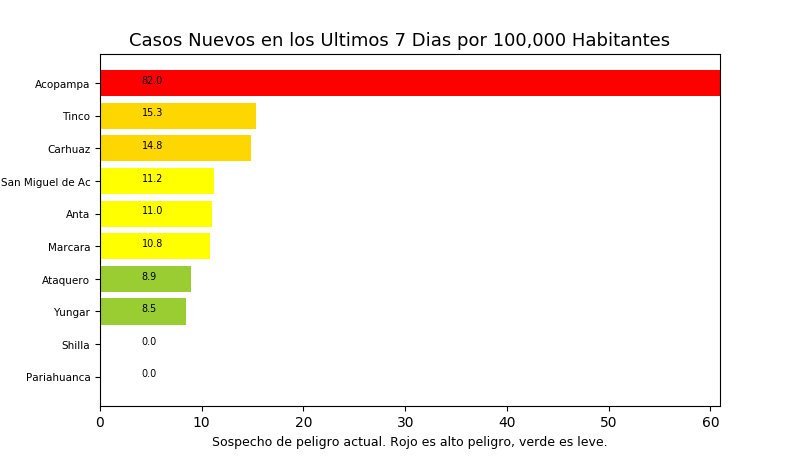 Casos Nuevos en los Ultimos 7 Dias por 100,000 Habitantes
Acopampa 82.0
Tinco 15.3
Carhuaz 14.8
San Miguel de Ac 11.2
Anta 11.0
Marcara 10.8
Ataquero 8.9
Yungar 8.5
Shilla 0.0
Pariahuanca 0.0
0 10 20 30 40 50 60
Sospecho de peligro actual. Rojo es alto peligro, verde es leve.